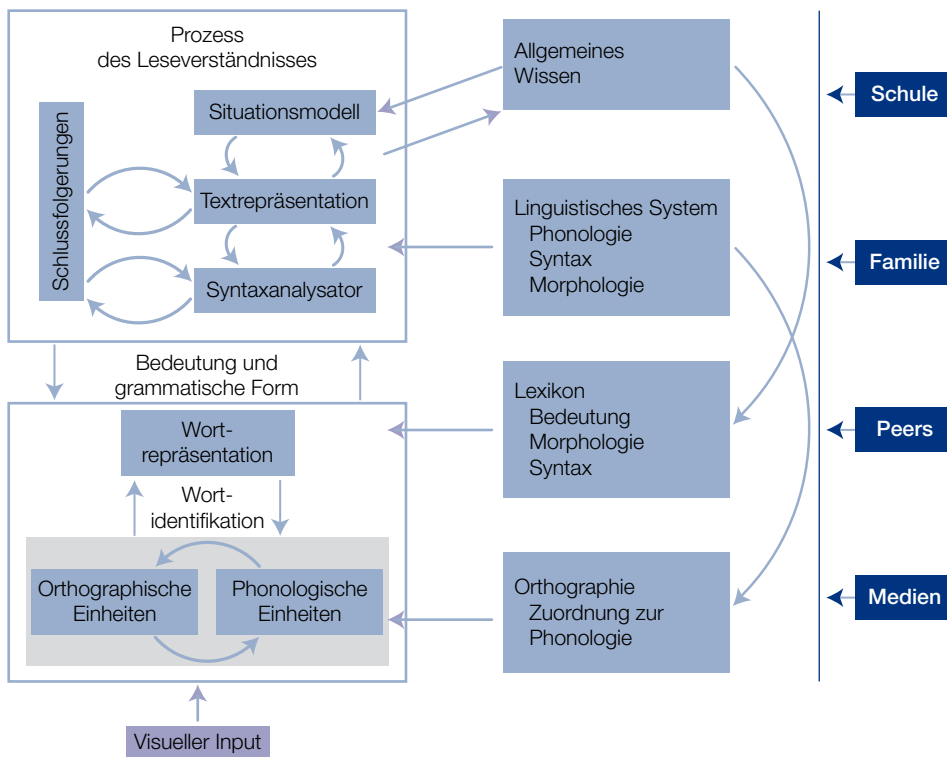 Prozess
des Leseverständnisses
Situationsmodell
Schlussfolgerungen
Textrepräsentation
Syntaxanalysator
Bedeutung und
grammatische Form
Wort-
repräsentation
Wort-
identifikation
Orthographische
Einheiten
Phonologische
Einheiten
Visueller Input
Allgemeines
Wissen
Linguistisches System
Phonologie
Syntax
Morphologie
Lexikon
Bedeutung
Morphologie
Syntax
Orthographie
Zuordnung zur
Phonologie
Schule
Familie
Peers
Medien